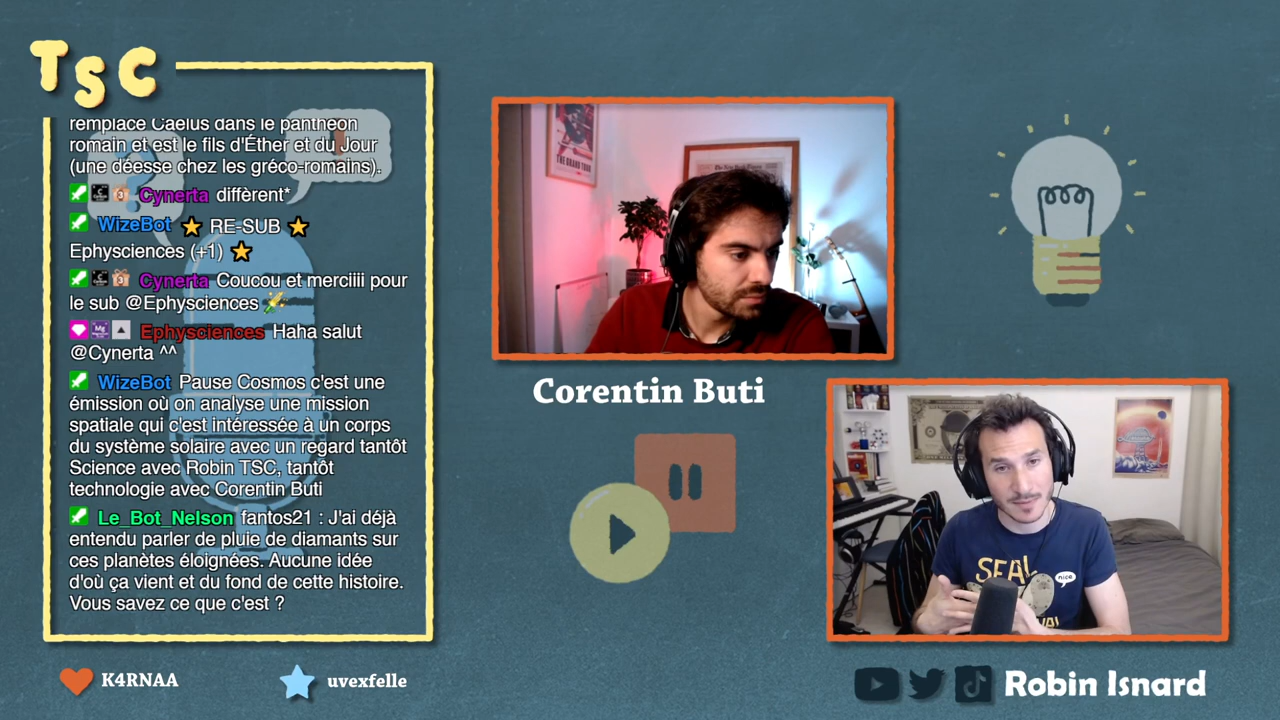 TSC
remplace Caelus dans le panthéon
romain et est le fils d'Éther et du Jour
(une déesse chez les gréco-romains).
Cynerta diffèrent*
WizeBot ⭐ RE-SUB ⭐
Ephysciences (+1) ⭐
Cynerta Coucou et merciiii pour
le sub @Ephysciences
Ephysciences Haha salut
@Cynerta ^^
WizeBot Pause Cosmos c'est une
émission où on analyse une mission
spatiale qui c'est intéressée à un corps
du système solaire avec un regard tantôt
Science avec Robin TSC, tantôt
technologie avec Corentin Buti
Le_Bot_Nelson fantos21 : J'ai déjà
entendu parler de pluie de diamants sur
ces planètes éloignées. Aucune idée
d'où ça vient et du fond de cette histoire.
Vous savez ce que c'est ?
K4RNAA
uvexfelle
THE GRAND TOUR
Corentin Buti
SEAL
nice
Robin Isnard